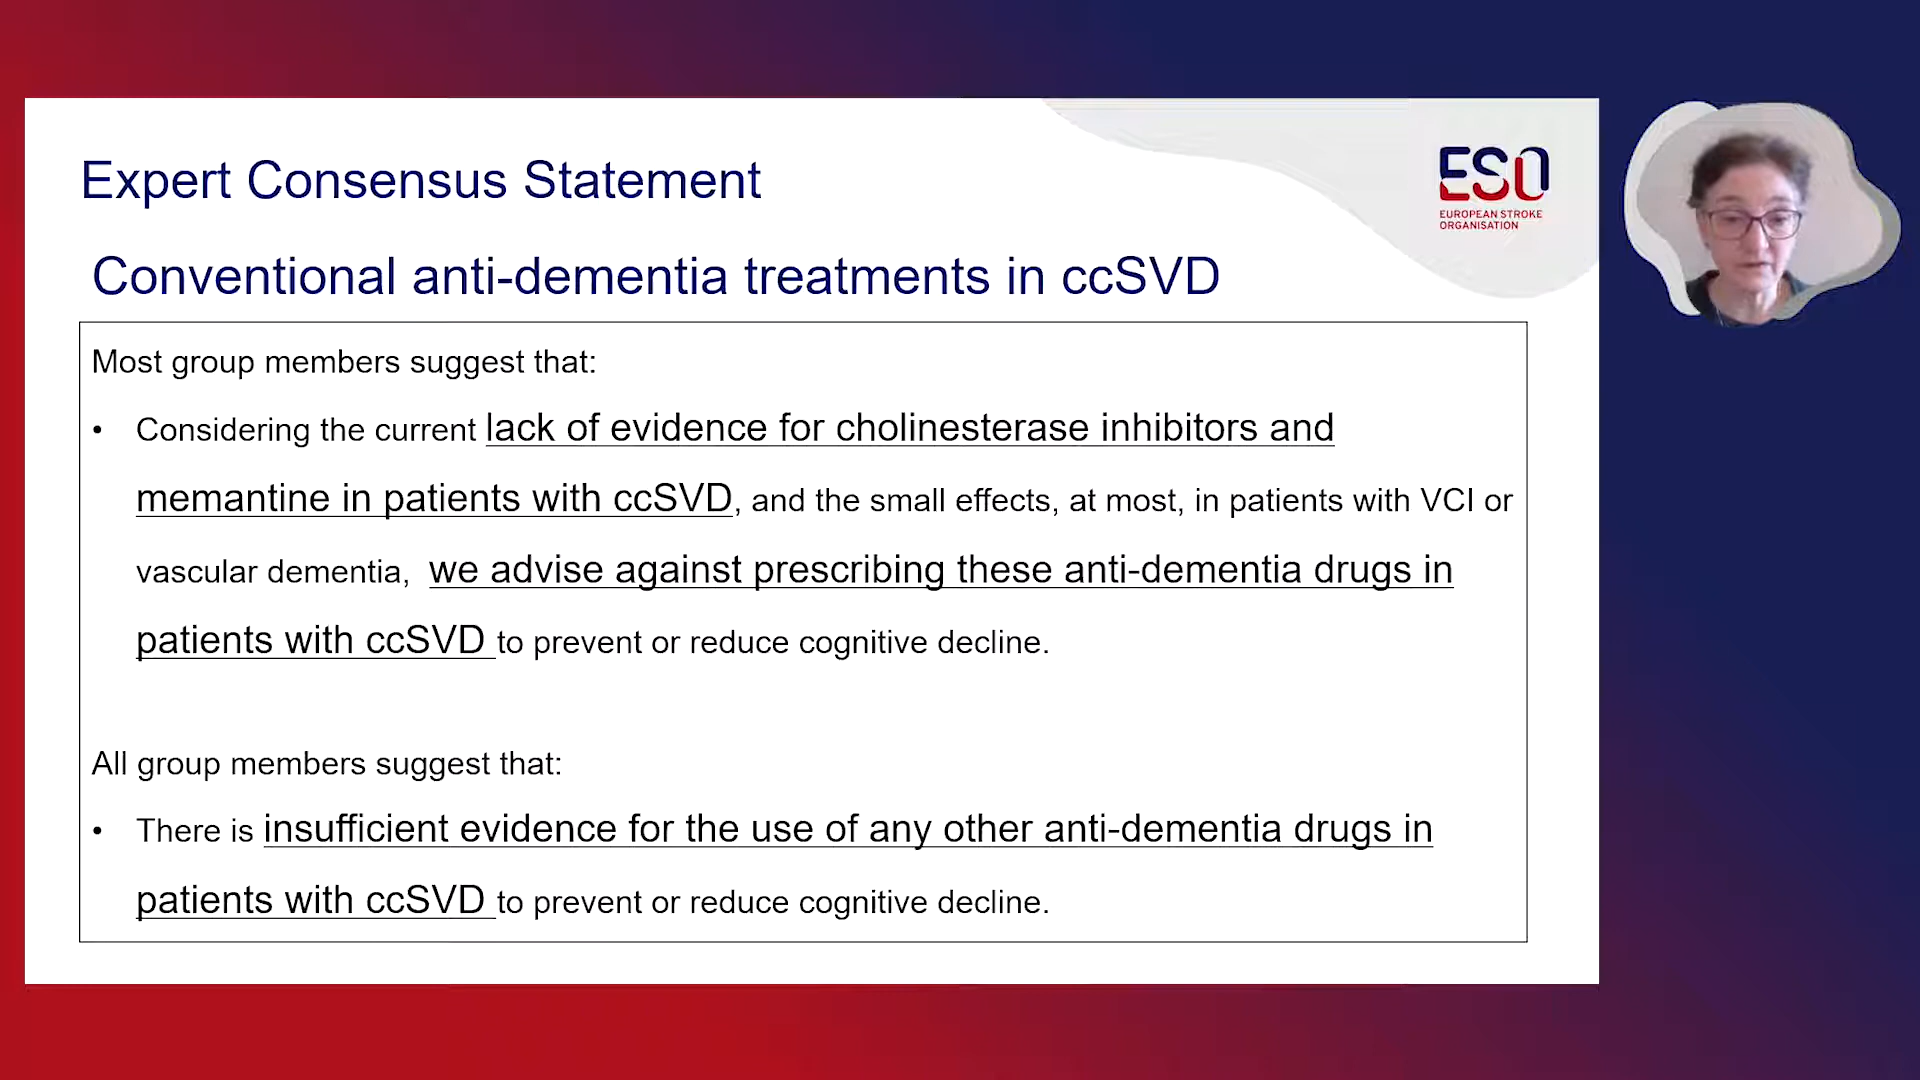 Expert Consensus Statement
ESO
EUROPEAN STROKE
ORGANISATION
Conventional anti-dementia treatments in ccSVD
Most group members suggest that:
• Considering the current lack of evidence for cholinesterase inhibitors and
memantine in patients with ccSVD, and the small effects, at most, in patients with VCI or
vascular dementia, we advise against prescribing these anti-dementia drugs in
patients with ccSVD to prevent or reduce cognitive decline.
All group members suggest that:
• There is insufficient evidence for the use of any other anti-dementia drugs in
patients with ccSVD to prevent or reduce cognitive decline.